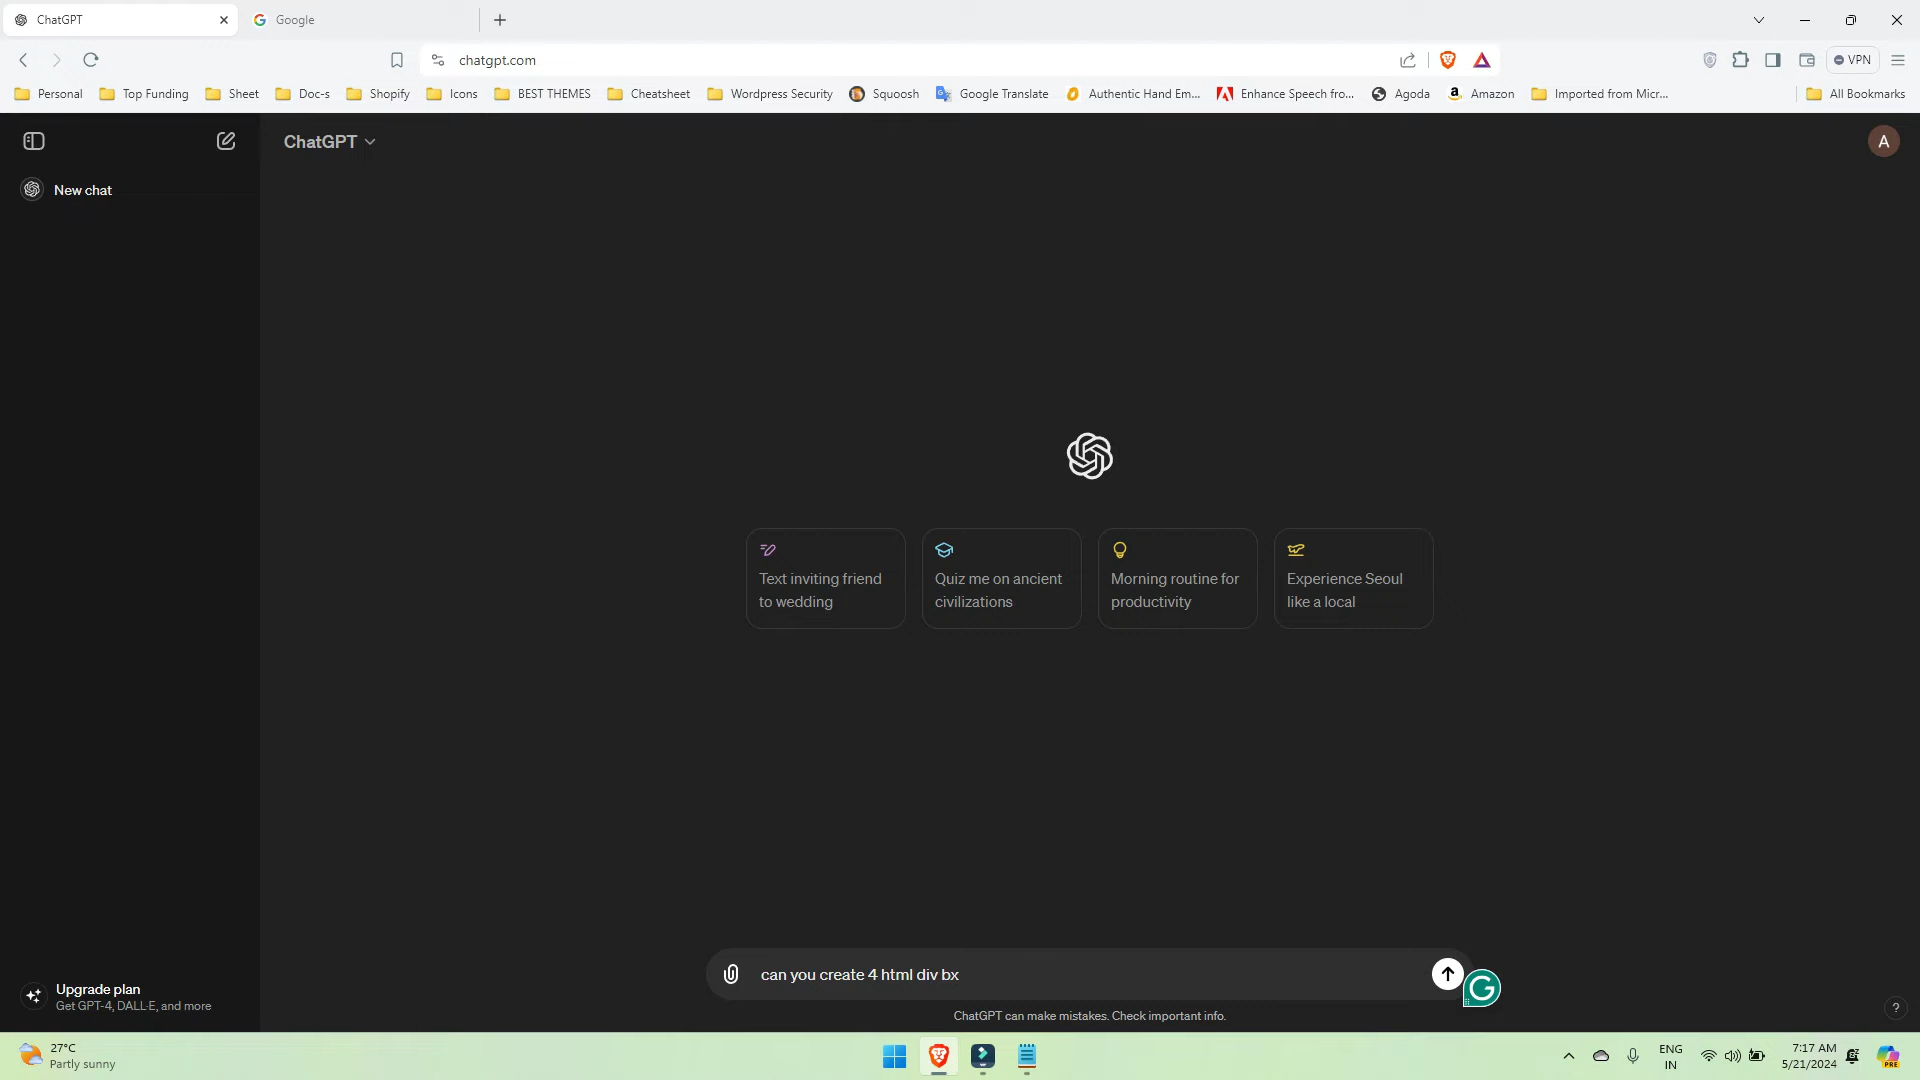 ChatGPT
Google
chatgpt.com
VPN
Personal
Top Funding
Sheet
Doc-s
Shopify
Icons
BEST THEMES
Cheatsheet
Wordpress Security
Squoosh
Google Translate
Authentic Hand Em...
Enhance Speech fro...
Agoda
Amazon
Imported from Micr...
All Bookmarks
ChatGPT
A
New chat
Text inviting friend
to wedding
Quiz me on ancient
civilizations
Morning routine for
productivity
Experience Seoul
like a local
can you create 4 html div bx
ChatGPT can make mistakes. Check important info.
Upgrade plan
Get GPT-4, DALL·E, and more
?
27°C
Partly sunny
ENG
IN
7:17 AM
5/21/2024
PRE